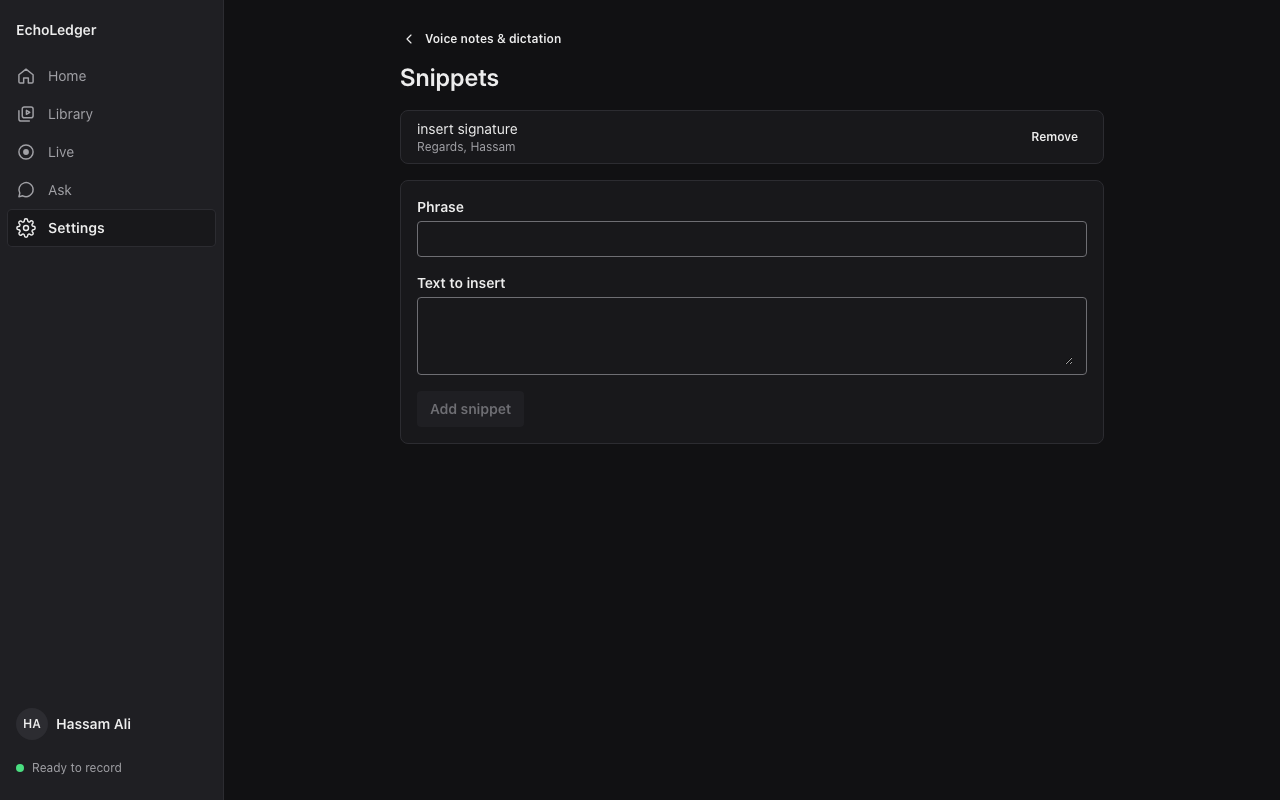 EchoLedger
Home
Library
Live
Ask
Settings
HA
Hassam Ali
Ready to record
Voice notes & dictation
Snippets
insert signature
Regards, Hassam
Remove
Phrase
Text to insert
Add snippet